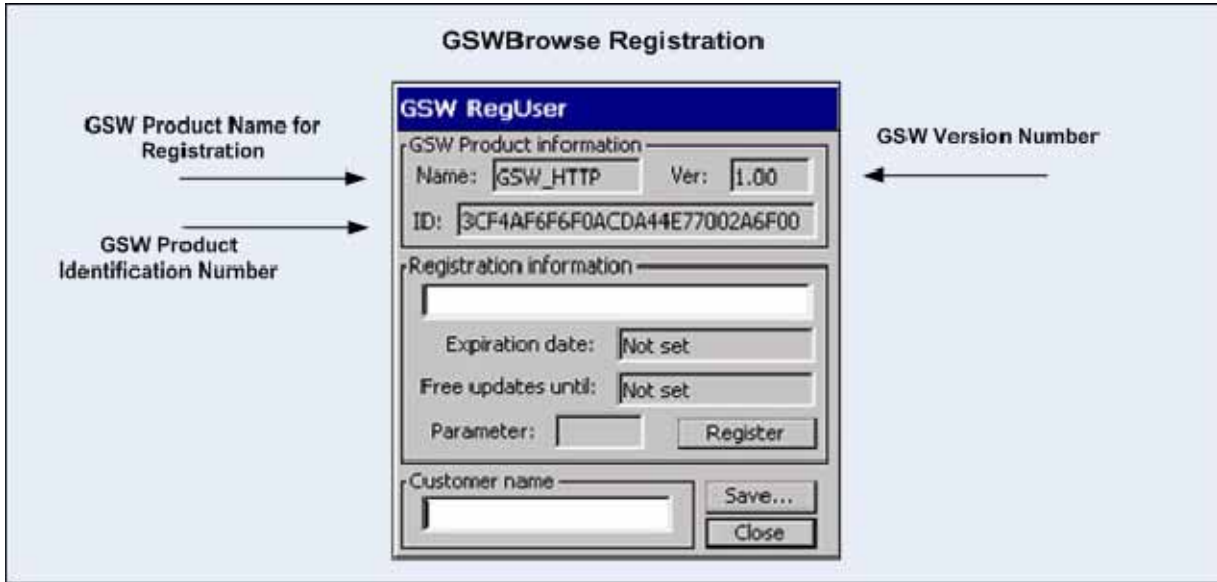 GSWBrowse Registration
GSW Product Name for
Registration
GSW Product
Identification Number
GSW RegUser
GSW Product information
Name: GSW_HTTP Ver: 1.00
ID: 3CF4AF6F6F0ACDA44E77002A6F00
Registration information
Expiration date: Not set
Free updates until: Not set
Parameter: Register
Customer name
Save...
Close
GSW Version Number